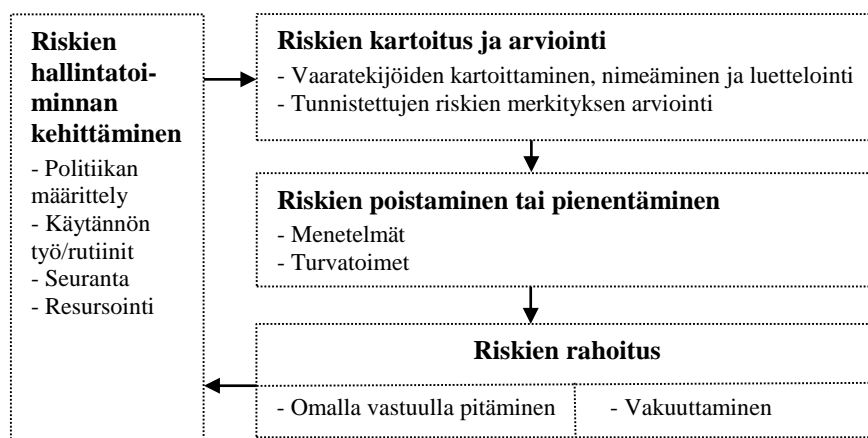 Riskien
hallintatoi-
minnan
kehittäminen
- Politiikan
määrittely
- Käytännön
työ/rutiinit
- Seuranta
- Resursointi
Riskien kartoitus ja arviointi
- Vaaratekijöiden kartoittaminen, nimeäminen ja luettelointi
- Tunnistettujen riskien merkityksen arviointi
Riskien poistaminen tai pienentäminen
- Menetelmät
- Turvatoimet
Riskien rahoitus
- Omalla vastuulla pitäminen
- Vakuuttaminen